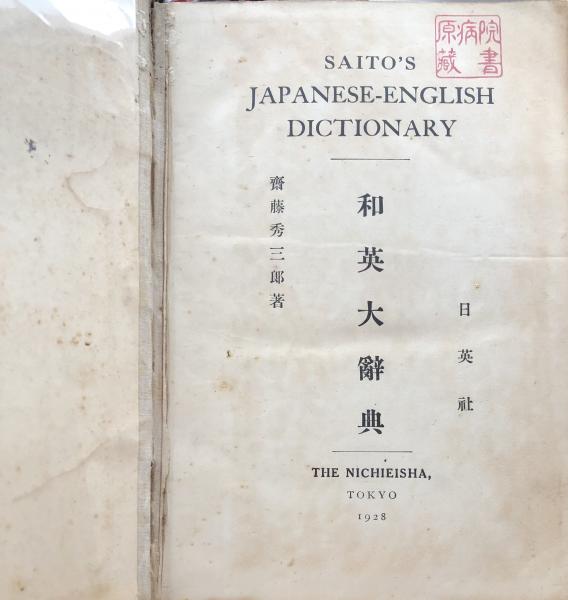 SAITO'S
JAPANESE-ENGLISH
DICTIONARY
齋藤秀三郎著
和英大辭典
日英社
THE NICHIEISHA,
TOKYO
1928
原病院
藏書